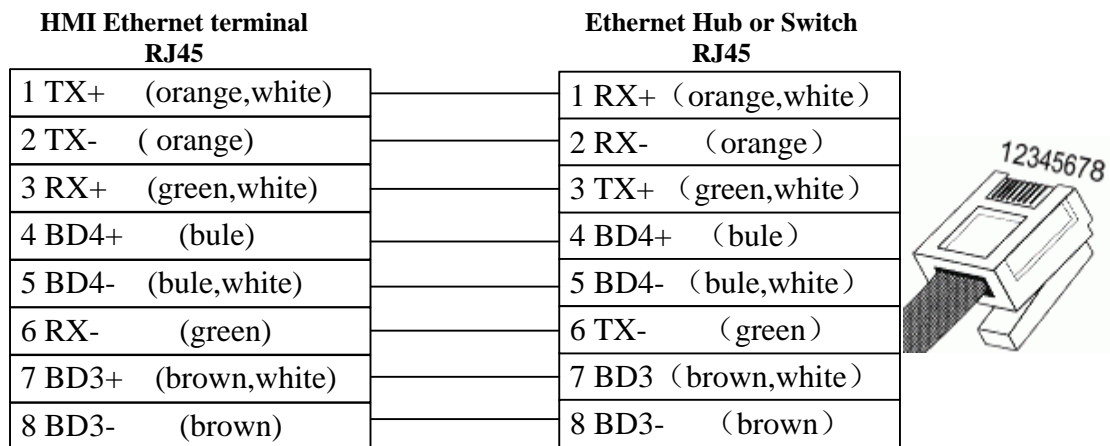 HMI Ethernet terminal
RJ45
1 TX+ (orange,white)
2 TX- ( orange)
3 RX+ (green,white)
4 BD4+ (bule)
5 BD4- (bule,white)
6 RX- (green)
7 BD3+ (brown,white)
8 BD3- (brown)
Ethernet Hub or Switch
RJ45
1 RX+（orange,white）
2 RX- （orange）
3 TX+（green,white）
4 BD4+ （bule）
5 BD4-（bule,white）
6 TX- （green）
7 BD3（brown,white）
8 BD3- （brown）
12345678